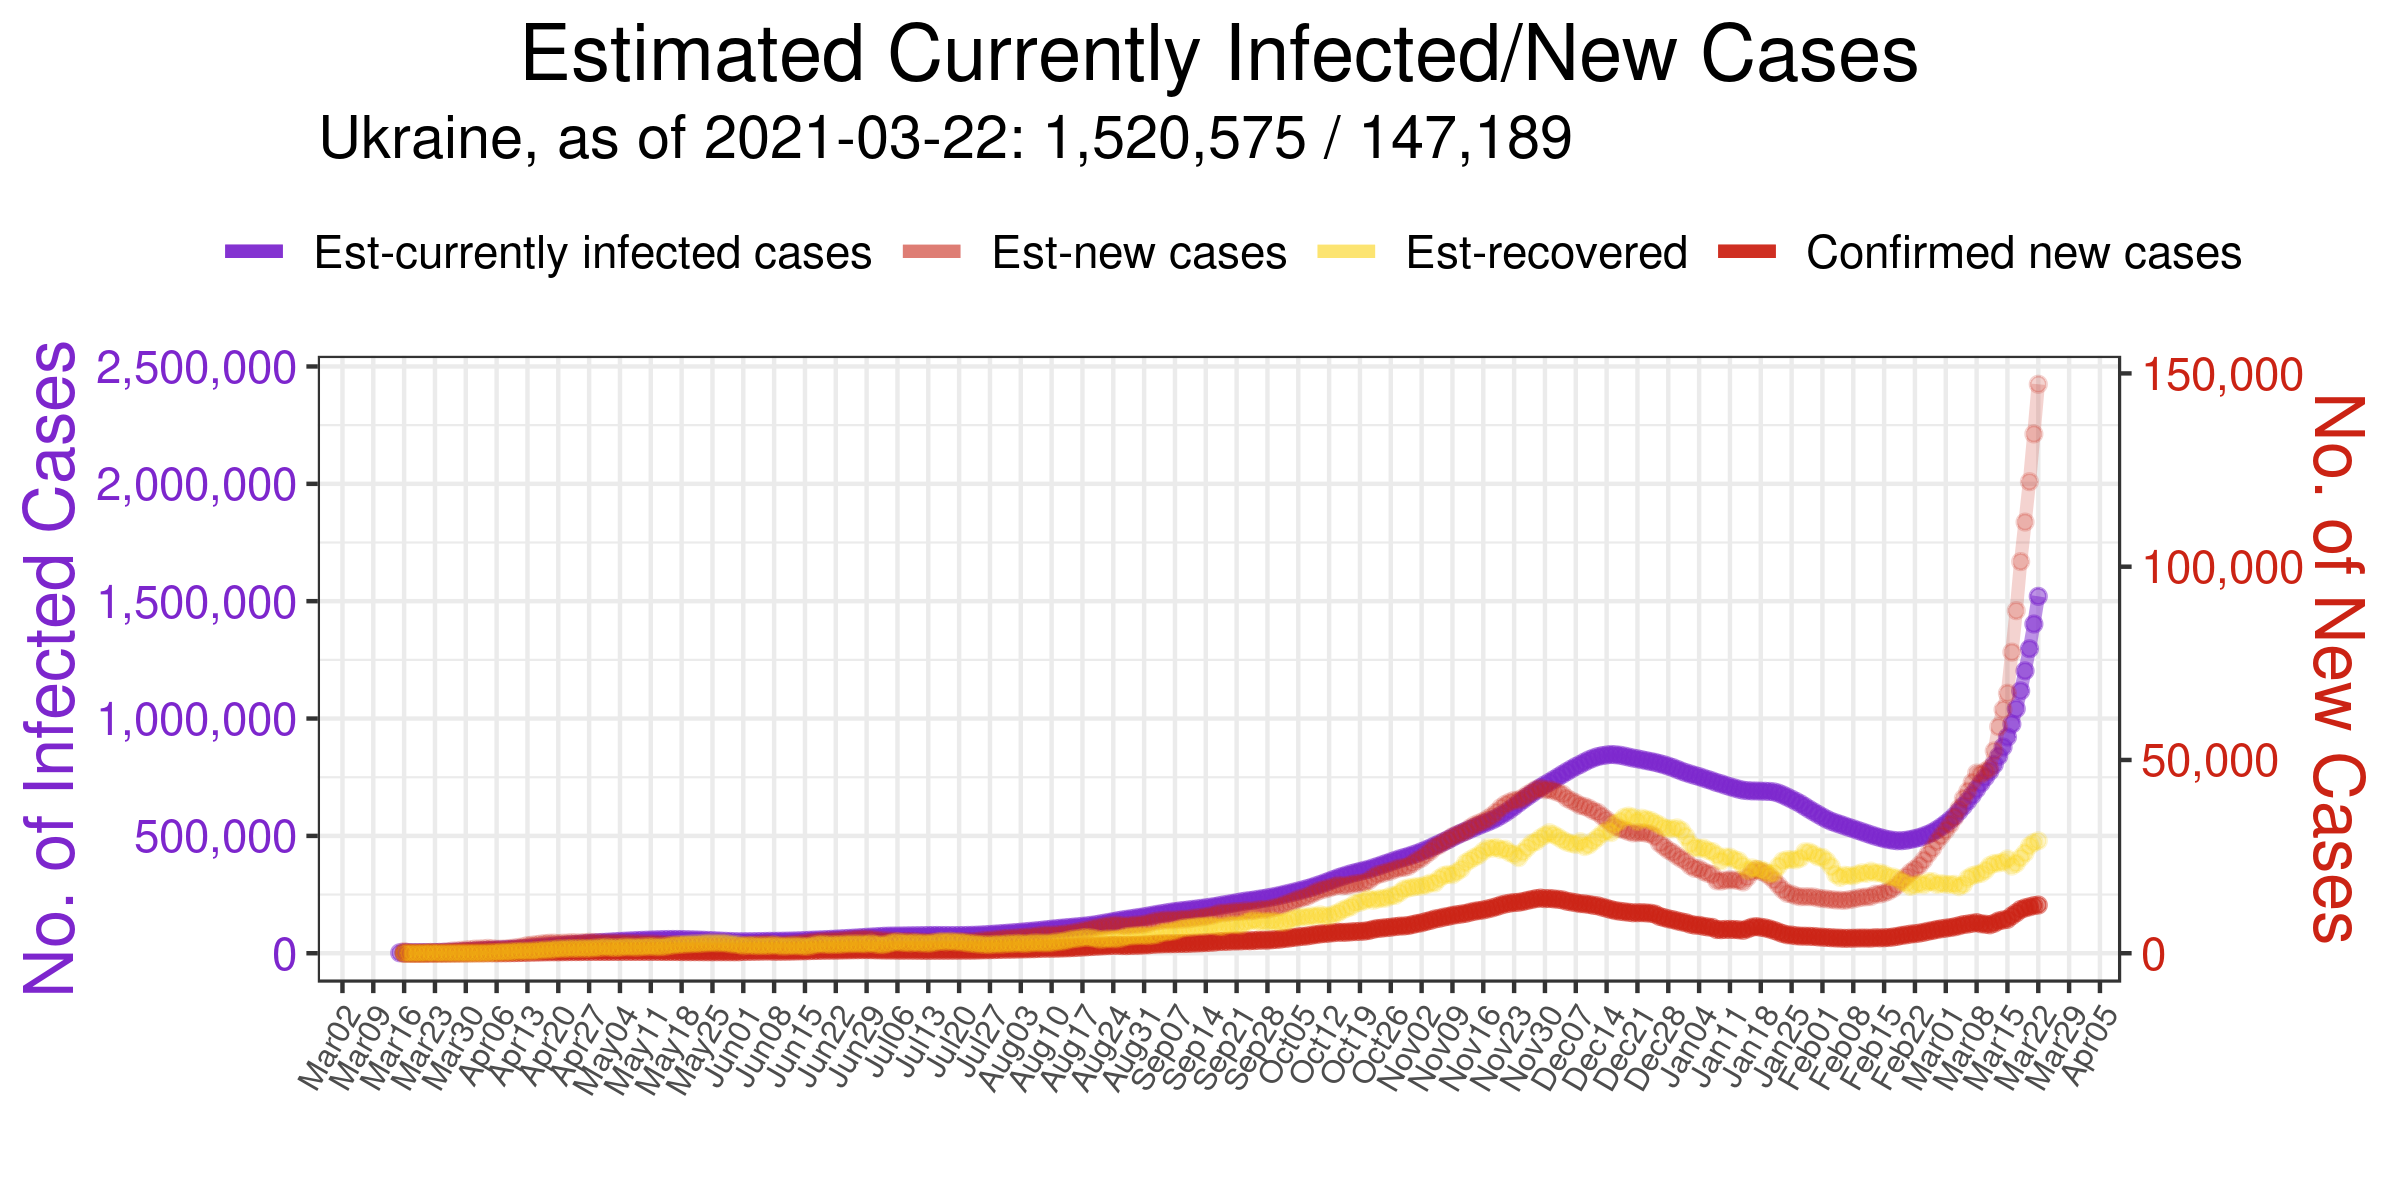 Estimated Currently Infected/New Cases
Ukraine, as of 2021-03-22: 1,520,575 / 147,189
Est-currently infected cases Est-new cases Est-recovered Confirmed new cases
No. of Infected Cases
2,500,000
2,000,000
1,500,000
1,000,000
500,000
0
150,000
100,000
50,000
0
No. of New Cases
Mar02 Mar09 Mar16 Mar23 Mar30 Apr06 Apr13 Apr20 Apr27 May04 May11 May18 May25 Jun01 Jun08 Jun15 Jun22 Jun29 Jul06 Jul13 Jul20 Jul27 Aug03 Aug10 Aug17 Aug24 Aug31 Sep07 Sep14 Sep21 Sep28 Oct05 Oct12 Oct19 Oct26 Nov02 Nov09 Nov16 Nov23 Nov30 Dec07 Dec14 Dec21 Dec28 Jan04 Jan11 Jan18 Jan25 Feb01 Feb08 Feb15 Feb22 Mar01 Mar08 Mar15 Mar22 Mar29 Apr05